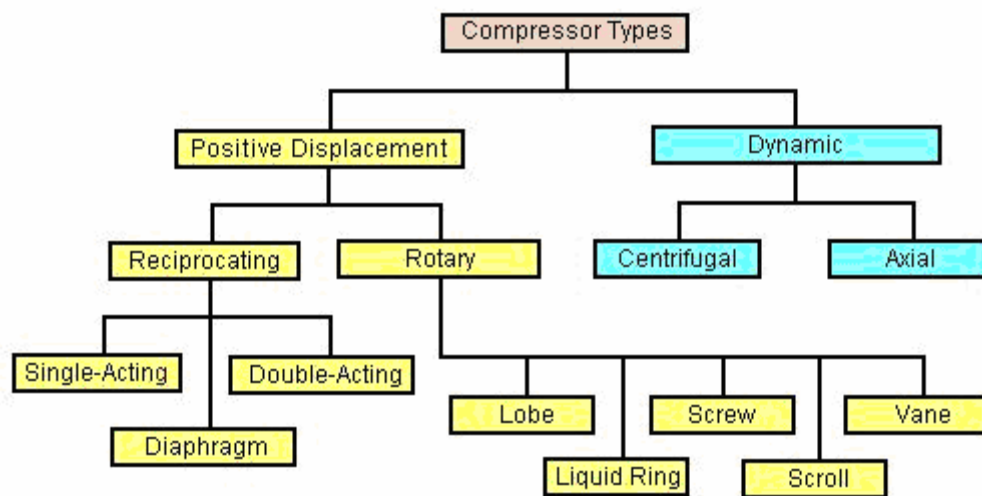 Compressor Types
Positive Displacement
Dynamic
Reciprocating
Rotary
Centrifugal
Axial
Single-Acting
Double-Acting
Diaphragm
Lobe
Screw
Vane
Liquid Ring
Scroll